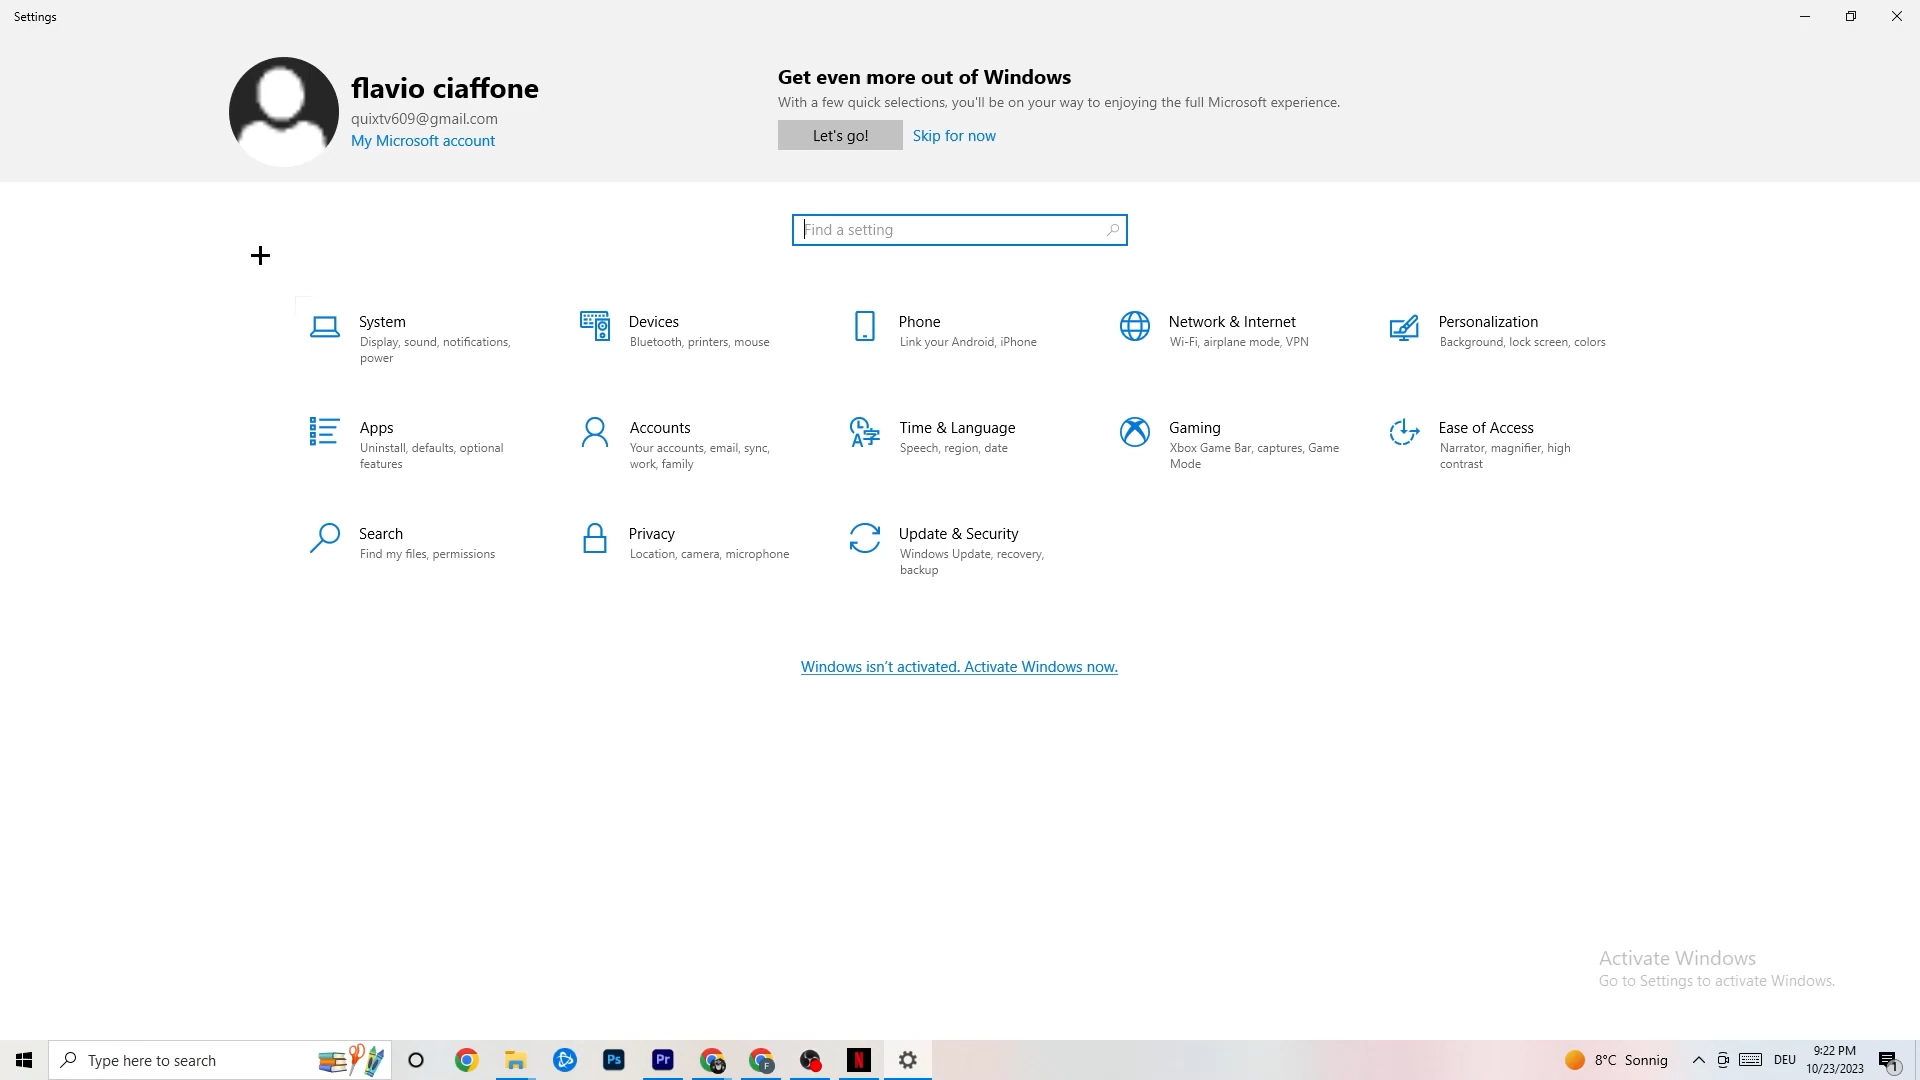 Settings
flavio ciaffone
quixtv609@gmail.com
My Microsoft account
Get even more out of Windows
With a few quick selections, you'll be on your way to enjoying the full Microsoft experience.
Let's go!
Skip for now
Find a setting
System
Display, sound, notifications,
power
Devices
Bluetooth, printers, mouse
Phone
Link your Android, iPhone
Network & Internet
Wi-Fi, airplane mode, VPN
Personalization
Background, lock screen, colors
Apps
Uninstall, defaults, optional
features
Accounts
Your accounts, email, sync,
work, family
Time & Language
Speech, region, date
Gaming
Xbox Game Bar, captures, Game
Mode
Ease of Access
Narrator, magnifier, high
contrast
Search
Find my files, permissions
Privacy
Location, camera, microphone
Update & Security
Windows Update, recovery,
backup
Windows isn't activated. Activate Windows now.
Activate Windows
Go to Settings to activate Windows.
Type here to search
Ps
Pr
F
N
8°C Sonnig
DEU
9:22 PM
10/23/2023
1